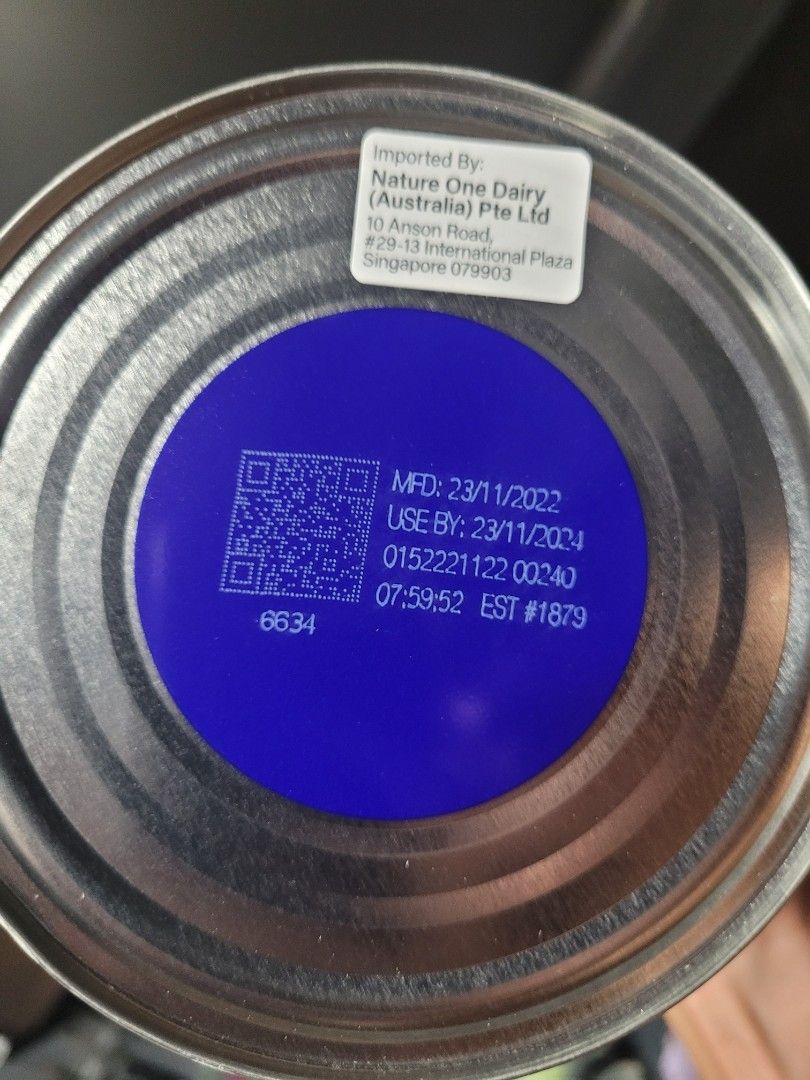 Imported By:
Nature One Dairy
(Australia) Pte Ltd
10 Anson Road,
#29-13 International Plaza
Singapore 079903
MFD: 23/11/2022
USE BY: 23/11/2024
0152221122 00240
07:59:52 EST #1879
6634